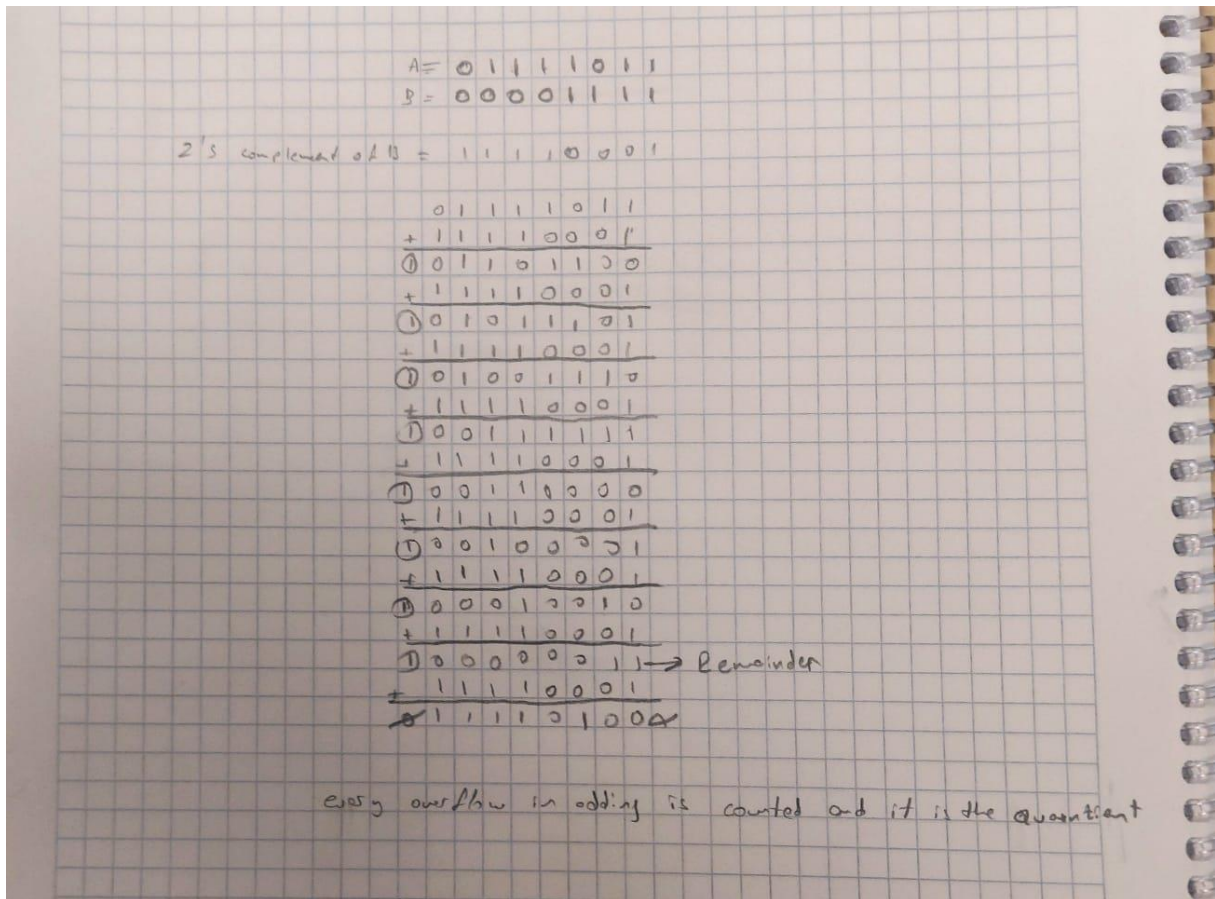 A= 0 1 1 1 1 0 1 1
B= 0 0 0 0 1 1 1 1
2's complement of B = 1 1 1 1 0 0 0 1
0 1 1 1 1 0 1 1
+ 1 1 1 1 0 0 0 1
1 0 1 1 0 1 1 0 0
+ 1 1 1 1 0 0 0 1
1 0 1 0 1 1 1 0 1
+ 1 1 1 1 0 0 0 1
1 0 1 0 0 1 1 1 0
+ 1 1 1 1 0 0 0 1
1 0 0 1 1 1 1 1 1
+ 1 1 1 1 0 0 0 1
1 0 0 1 1 0 0 0 0
+ 1 1 1 1 0 0 0 1
1 0 0 1 0 0 0 0 1
+ 1 1 1 1 0 0 0 1
1 0 0 0 1 0 0 1 0
+ 1 1 1 1 0 0 0 1
1 0 0 0 0 0 0 1 1 → Remainder
+ 1 1 1 1 0 0 0 1
0 1 1 1 1 0 1 0 0
every overflow in adding is counted and it is the